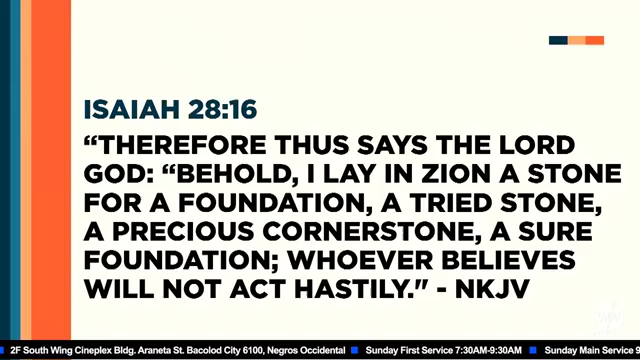 ISAIAH 28:16
“THEREFORE THUS SAYS THE LORD
GOD: “BEHOLD, I LAY IN ZION A STONE
FOR A FOUNDATION, A TRIED STONE,
A PRECIOUS CORNERSTONE, A SURE
FOUNDATION; WHOEVER BELIEVES
WILL NOT ACT HASTILY." - NKJV
2F South Wing Cineplex Bldg. Araneta St. Bacolod City 6100, Negros Occidental Sunday First Service 7:30AM-9:30AM Sunday Main Service 9